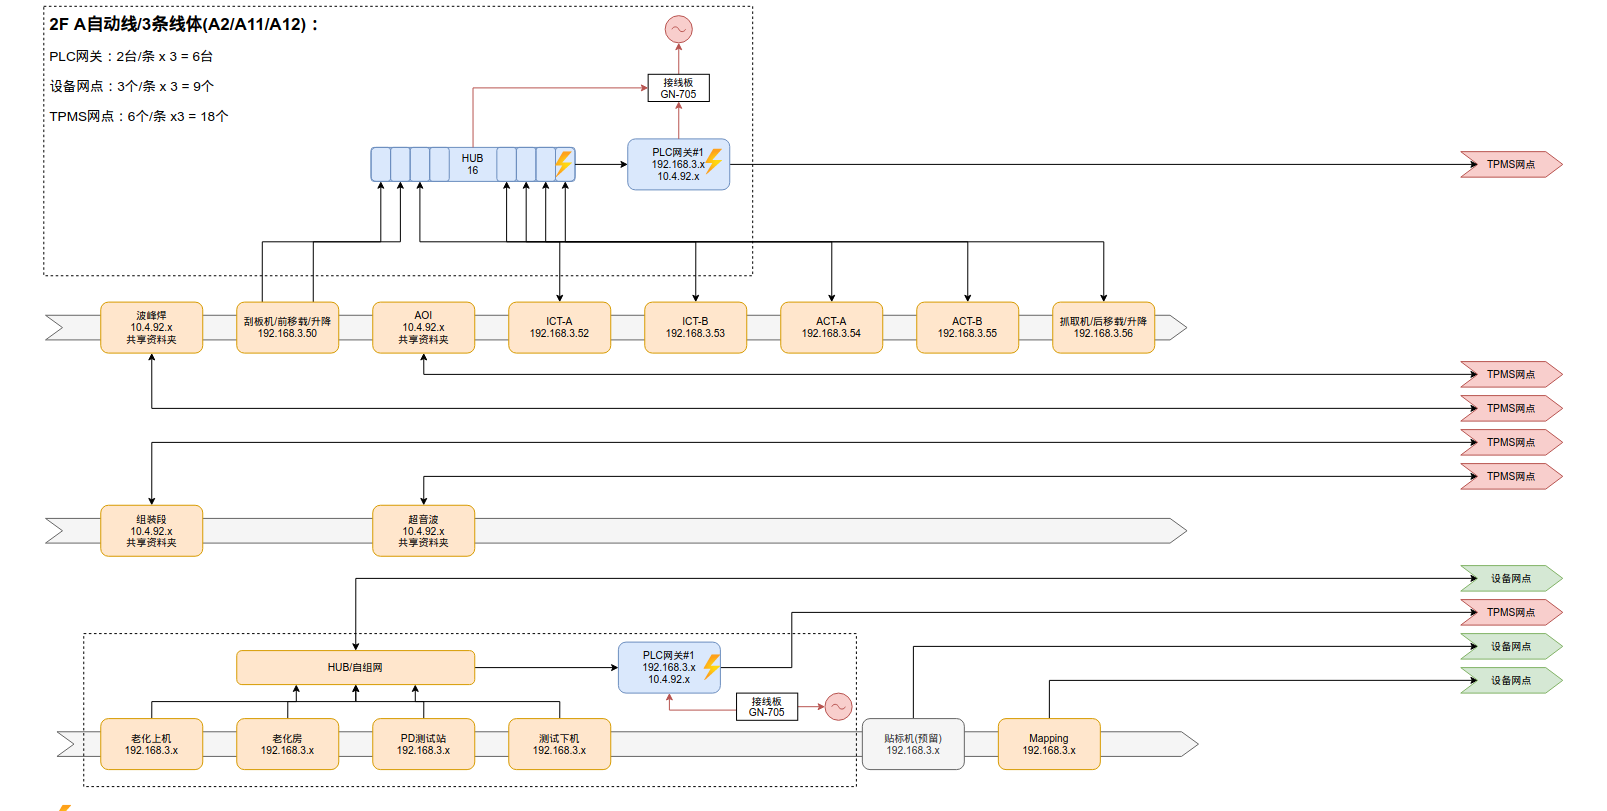 2F A自动线/3条线体(A2/A11/A12)：
PLC网关：2台/条 x 3 = 6台
设备网点：3个/条 x 3 = 9个
TPMS网点：6个/条 x3 = 18个
接线板
GN-705
HUB
16
PLC网关#1
192.168.3.x
10.4.92.x
TPMS网点
波峰焊
10.4.92.x
共享资料夹
刮板机/前移载/升降
192.168.3.50
AOI
10.4.92.x
共享资料夹
ICT-A
192.168.3.52
ICT-B
192.168.3.53
ACT-A
192.168.3.54
ACT-B
192.168.3.55
抓取机/后移载/升降
192.168.3.56
TPMS网点
TPMS网点
TPMS网点
TPMS网点
组装段
10.4.92.x
共享资料夹
超音波
10.4.92.x
共享资料夹
设备网点
TPMS网点
设备网点
设备网点
HUB/自组网
PLC网关#1
192.168.3.x
10.4.92.x
接线板
GN-705
老化上机
192.168.3.x
老化房
192.168.3.x
PD测试站
192.168.3.x
测试下机
192.168.3.x
贴标机(预留)
192.168.3.x
Mapping
192.168.3.x